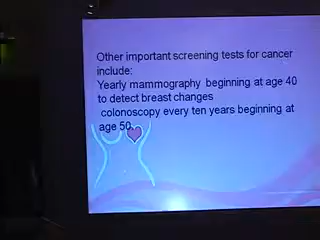 Other important screening tests for cancer
include:
Yearly mammography beginning at age 40
to detect breast changes
colonoscopy every ten years beginning at
age 50.